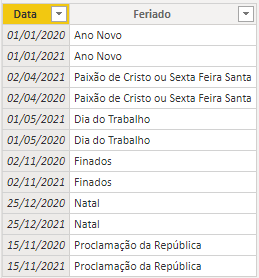 Data Feriado
01/01/2020 Ano Novo
01/01/2021 Ano Novo
02/04/2021 Paixão de Cristo ou Sexta Feira Santa
02/04/2020 Paixão de Cristo ou Sexta Feira Santa
01/05/2021 Dia do Trabalho
01/05/2020 Dia do Trabalho
02/11/2020 Finados
02/11/2021 Finados
25/12/2020 Natal
25/12/2021 Natal
15/11/2020 Proclamação da República
15/11/2021 Proclamação da República